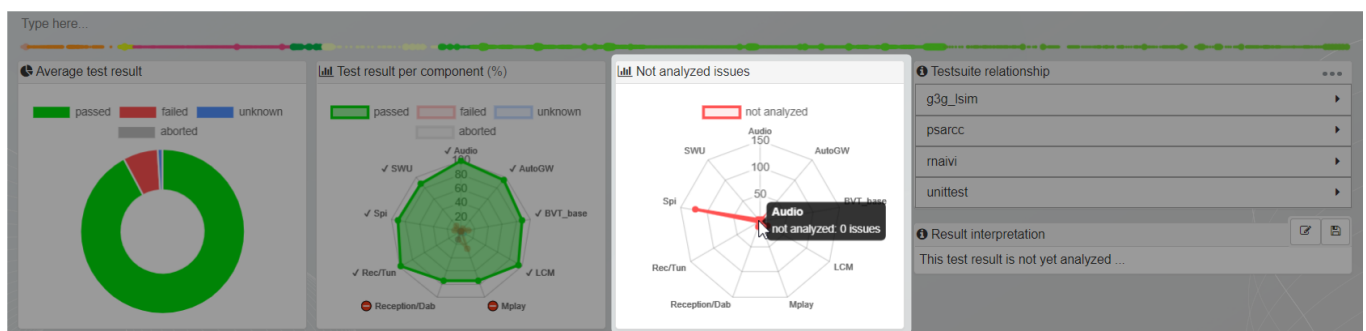 Type here...
Average test result
passed failed unknown
aborted
Test result per component (%)
passed failed unknown
aborted
✓ Audio
100
80
60
40
20
✓ AutoGW
✓ BVT_base
✓ LCM
Mplay
Reception/Dab
✓ Rec/Tun
✓ Spi
✓ SWU
Not analyzed issues
not analyzed
Audio
150
100
50
AutoGW
BVT_base
LCM
Mplay
Reception/Dab
Rec/Tun
Spi
SWU
Audio
not analyzed: 0 issues
Testsuite relationship
g3g_lsim
psarcc
rnaivi
unittest
Result interpretation
This test result is not yet analyzed ...